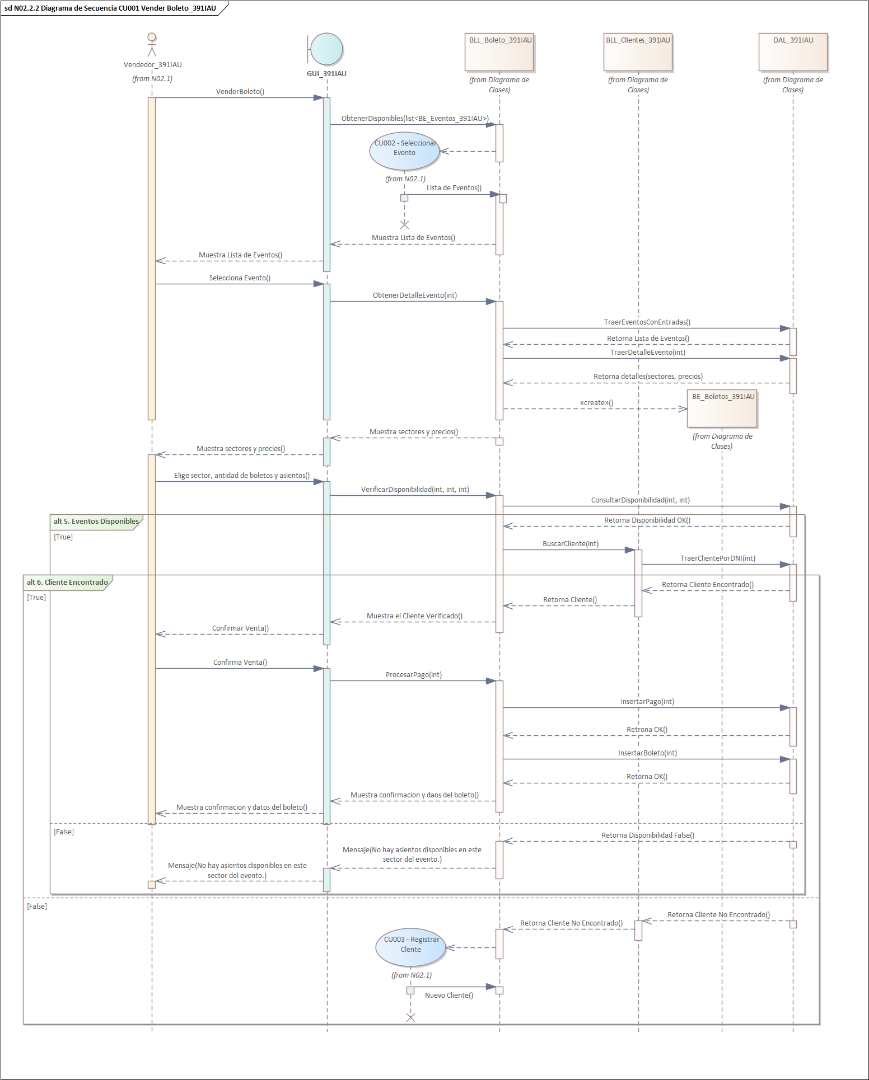 sd N02.2.2 Diagrama de Secuencia CU001 Vender Boleto_391IAU
Vendedor_391IAU
(from N02.1)
GUI_391IAU
BLL_Boleto_391IAU
(from Diagrama de
Clases)
BLL_Clientes_391IAU
(from Diagrama de
Clases)
DAL_391IAU
(from Diagrama de
Clases)
VenderBoleto()
ObtenerDisponibles(list<BE_Eventos_391IAU>)
CU002 - Seleccionar
Evento
(from N02.1)
Lista de Eventos()
Muestra Lista de Eventos()
Muestra Lista de Eventos()
Selecciona Evento()
ObtenerDetalleEvento(int)
TraerEventosConEntradas()
Retorna Lista de Eventos()
TraerDetalleEvento(int)
Retorna detalles(sectores, precios)
BE_Boletos_391IAU
«create»()
(from Diagrama de
Clases)
Muestra sectores y precios()
Muestra sectores y precios()
Elige sector, antidad de boletos y asientos()
VerificarDisponibilidad(int, int, int)
ConsultarDisponibilidad(int, int)
alt 5. Eventos Disponibles
Retorna Disponibilidad OK()
[True]
BuscarCliente(int)
TraerClientePorDNI(int)
alt 6. Cliente Encontrado
Retorna Cliente Encontrado()
[True]
Retorna Cliente()
Muestra el Cliente Verificado()
Confirmar Venta()
Confirma Venta()
ProcesarPago(int)
InsertarPago(int)
Retrona OK()
InsertarBoleto(int)
Retorna OK()
Muestra confirmacion y daos del boleto()
Muestra confirmacion y datos del boleto()
[False]
Retorna Disponibilidad False()
Mensaje(No hay asientos disponibles en este
sector del evento.)
Mensaje(No hay asientos disponibles en este
sector del evento.)
[False]
Retorna Cliente No Encontrado()
Retorna Cliente No Encontrado()
CU003 - Registrar
Cliente
(from N02.1)
Nuevo Cliente()